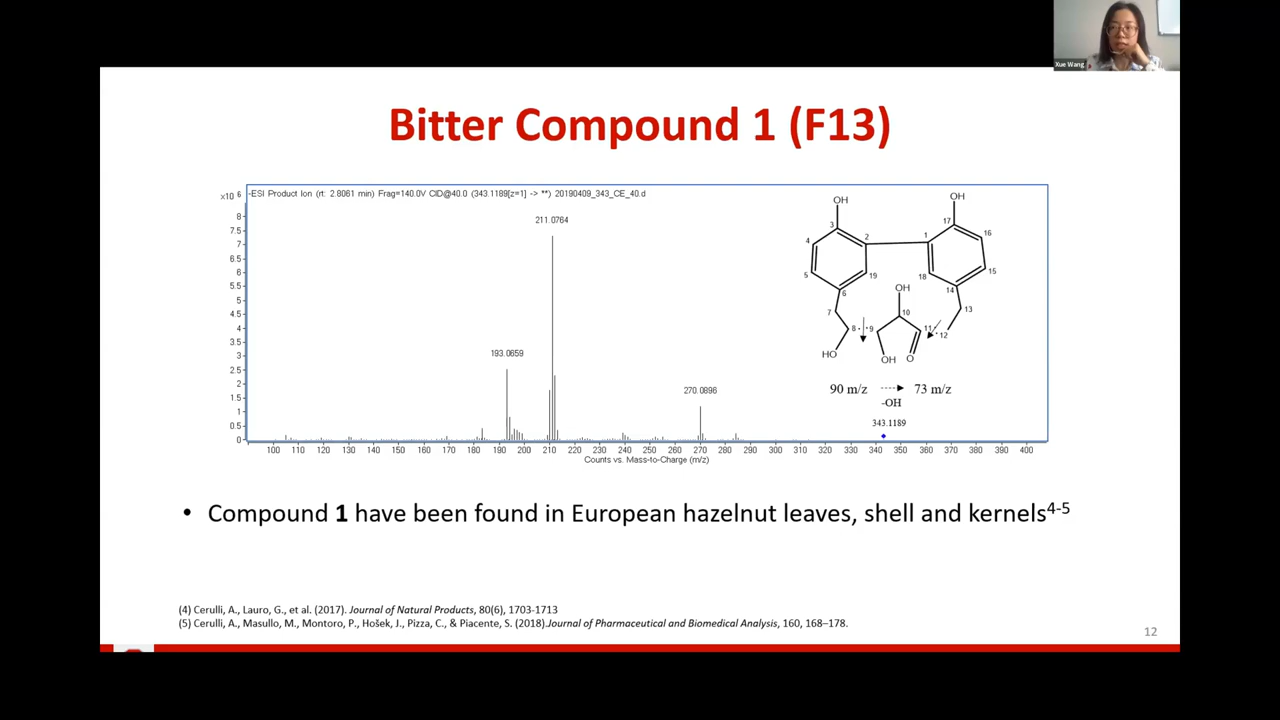 Xue Wang
Bitter Compound 1 (F13)
x10 6
-ESI Product Ion (rt: 2.8061 min) Frag=140.0V CID@40.0 (343.1189[z=1] -> **) 20190409_343_CE_40.d
8
7.5
7
6.5
6
5.5
5
4.5
4
3.5
3
2.5
2
1.5
1
0.5
0
211.0764
193.0659
270.0896
343.1189
OH
OH
3
17
4
2
1
16
5
19
18
15
6
14
OH
7
10
13
8
9
11
12
HO
OH
O
90 m/z
73 m/z
-OH
100 110 120 130 140 150 160 170 180 190 200 210 220 230 240 250 260 270 280 290 300 310 320 330 340 350 360 370 380 390 400
Counts vs. Mass-to-Charge (m/z)
• Compound 1 have been found in European hazelnut leaves, shell and kernels4-5
(4) Cerulli, A., Lauro, G., et al. (2017). Journal of Natural Products, 80(6), 1703-1713
(5) Cerulli, A., Masullo, M., Montoro, P., Hošek, J., Pizza, C., & Piacente, S. (2018).Journal of Pharmaceutical and Biomedical Analysis, 160, 168–178.
12